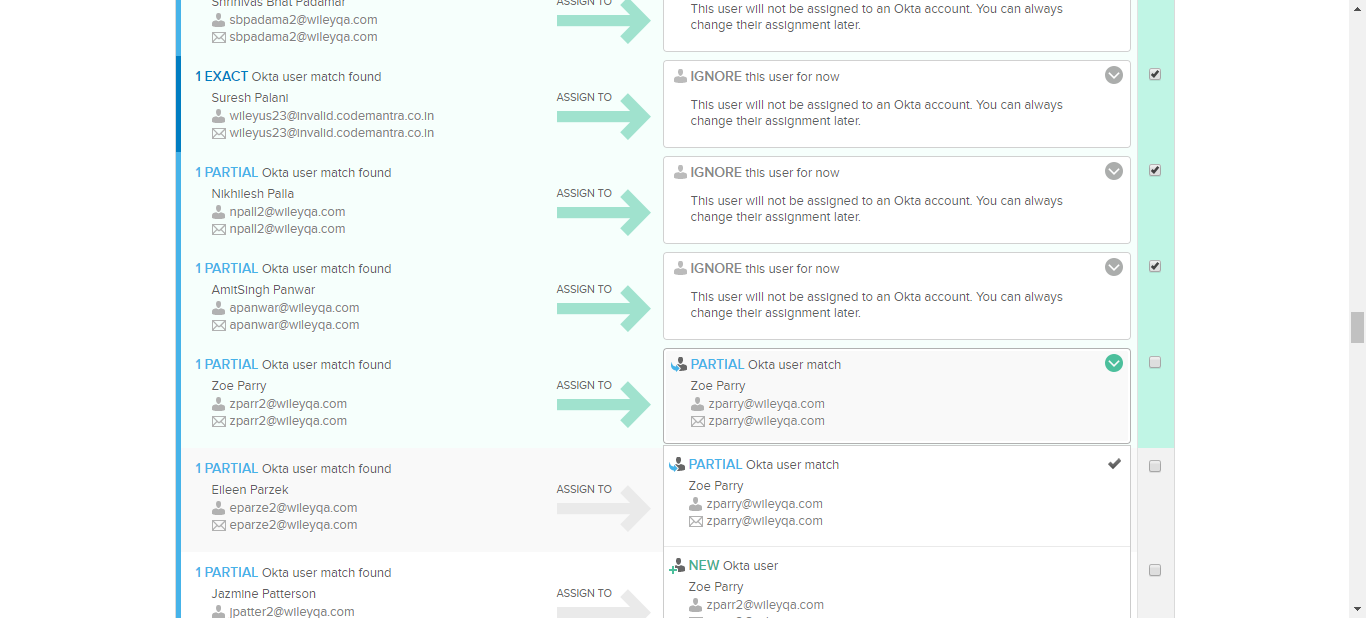 Shrinivas Bhat Padamar
sbpadama2@wileyqa.com
sbpadama2@wileyqa.com
ASSIGN TO
This user will not be assigned to an Okta account. You can always
change their assignment later.
1 EXACT Okta user match found
Suresh Palani
wileyus23@invalid.codemantra.co.in
wileyus23@invalid.codemantra.co.in
ASSIGN TO
IGNORE this user for now
This user will not be assigned to an Okta account. You can always
change their assignment later.
1 PARTIAL Okta user match found
Nikhilesh Palla
npall2@wileyqa.com
npall2@wileyqa.com
ASSIGN TO
IGNORE this user for now
This user will not be assigned to an Okta account. You can always
change their assignment later.
1 PARTIAL Okta user match found
AmitSingh Panwar
apanwar@wileyqa.com
apanwar@wileyqa.com
ASSIGN TO
IGNORE this user for now
This user will not be assigned to an Okta account. You can always
change their assignment later.
1 PARTIAL Okta user match found
Zoe Parry
zparr2@wileyqa.com
zparr2@wileyqa.com
ASSIGN TO
PARTIAL Okta user match
Zoe Parry
zparry@wileyqa.com
zparry@wileyqa.com
1 PARTIAL Okta user match found
Eileen Parzek
eparze2@wileyqa.com
eparze2@wileyqa.com
ASSIGN TO
PARTIAL Okta user match
Zoe Parry
zparry@wileyqa.com
zparry@wileyqa.com
1 PARTIAL Okta user match found
Jazmine Patterson
jpatter2@wileyqa.com
ASSIGN TO
NEW Okta user
Zoe Parry
zparr2@wileyqa.com